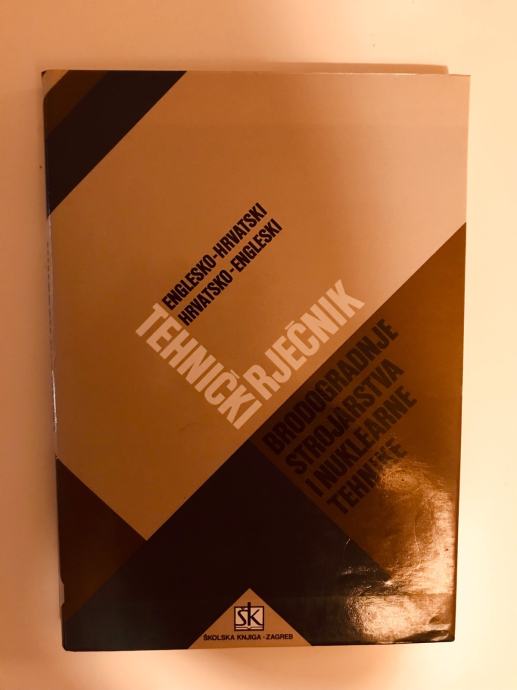 ENGLESKO-HRVATSKI
HRVATSKO-ENGLESKI
TEHNIČKI
RJEČNIK
BRODOGRADNJE
STROJARSTVA
I NUKLEARNE
TEHNIKE
ŠK
ŠKOLSKA KNJIGA - ZAGREB